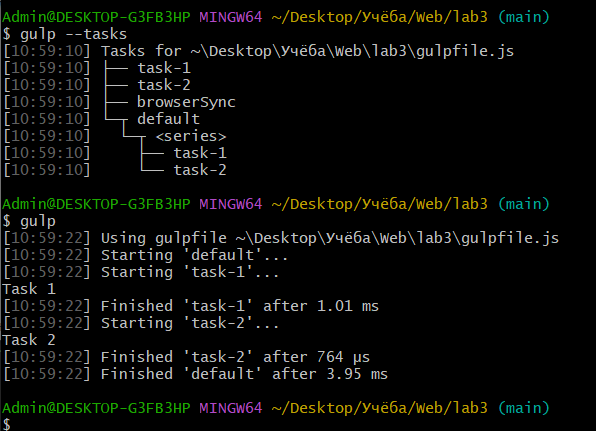 Admin@DESKTOP-G3FB3HP MINGW64 ~/Desktop/Учёба/Web/lab3 (main)
$ gulp --tasks
[10:59:10] Tasks for ~\Desktop\Учёба\Web\lab3\gulpfile.js
[10:59:10] ├── task-1
[10:59:10] ├── task-2
[10:59:10] ├── browserSync
[10:59:10] └─┬ default
[10:59:10]   └─┬ <series>
[10:59:10]     ├── task-1
[10:59:10]     └── task-2
Admin@DESKTOP-G3FB3HP MINGW64 ~/Desktop/Учёба/Web/lab3 (main)
$ gulp
[10:59:22] Using gulpfile ~\Desktop\Учёба\Web\lab3\gulpfile.js
[10:59:22] Starting 'default'...
[10:59:22] Starting 'task-1'...
Task 1
[10:59:22] Finished 'task-1' after 1.01 ms
[10:59:22] Starting 'task-2'...
Task 2
[10:59:22] Finished 'task-2' after 764 μs
[10:59:22] Finished 'default' after 3.95 ms
Admin@DESKTOP-G3FB3HP MINGW64 ~/Desktop/Учёба/Web/lab3 (main)
$